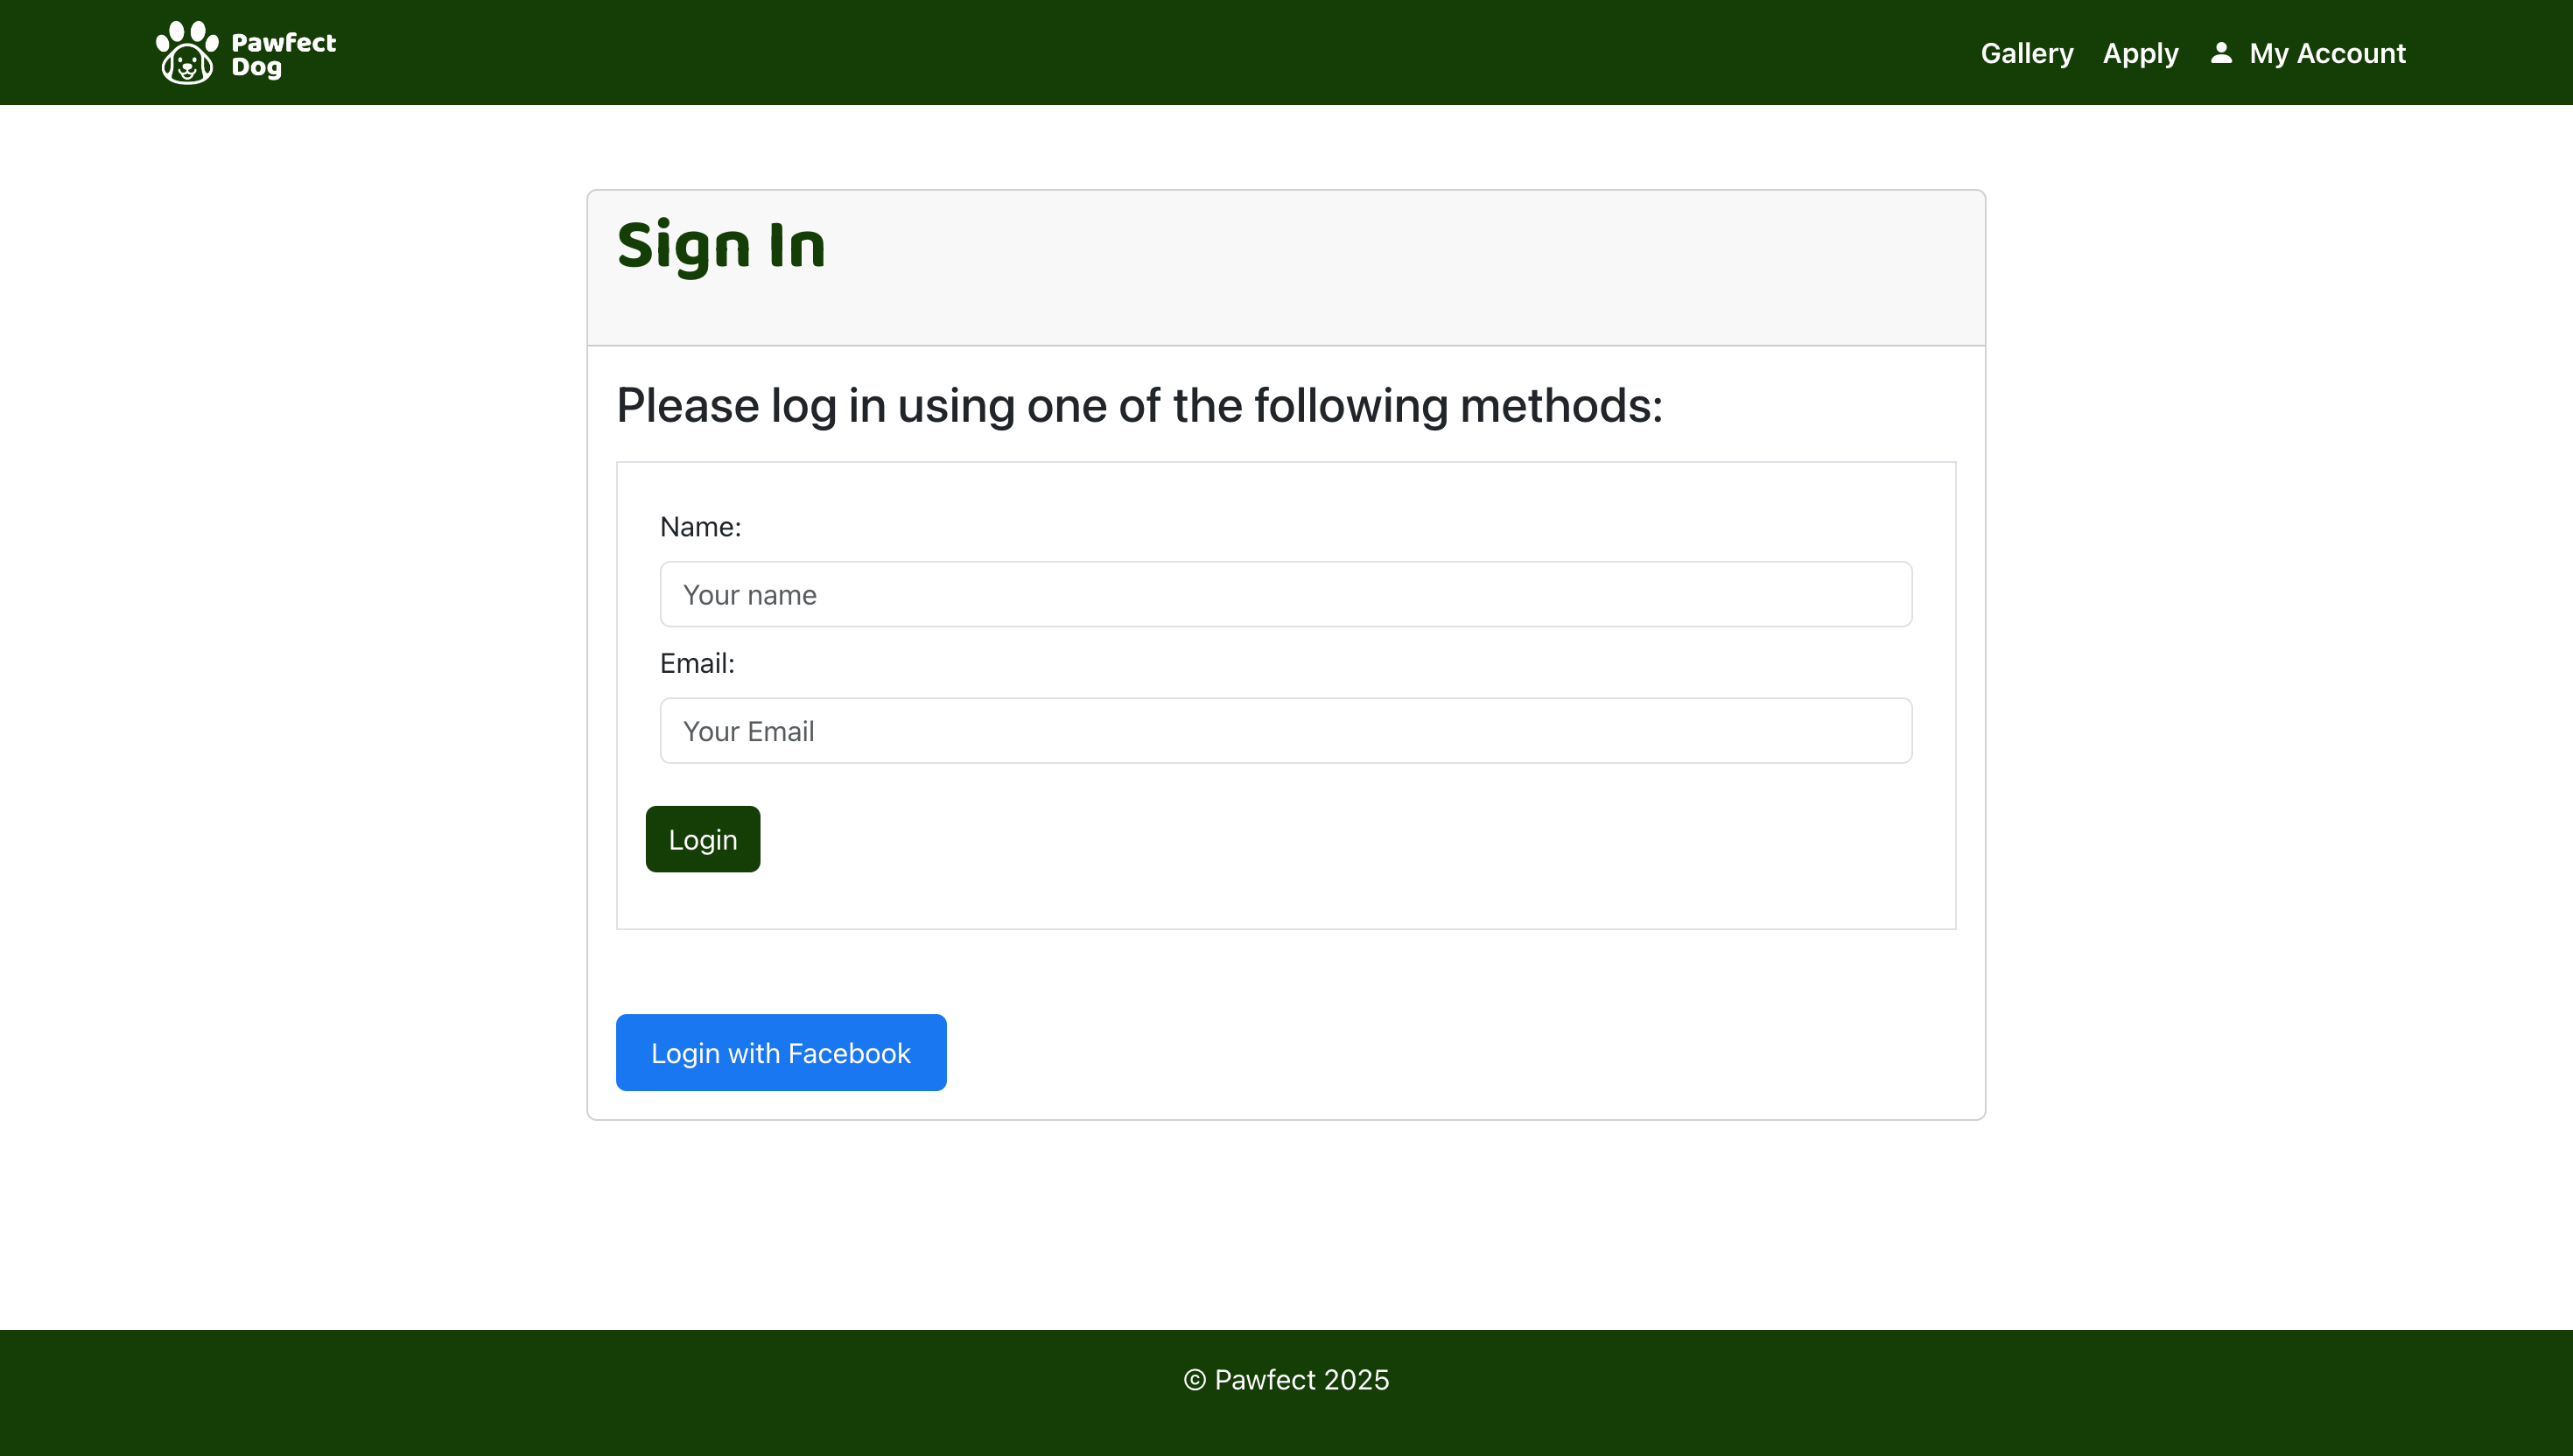 Pawfect
Dog
Gallery Apply My Account
Sign In
Please log in using one of the following methods:
Name:
Your name
Email:
Your Email
Login
Login with Facebook
© Pawfect 2025